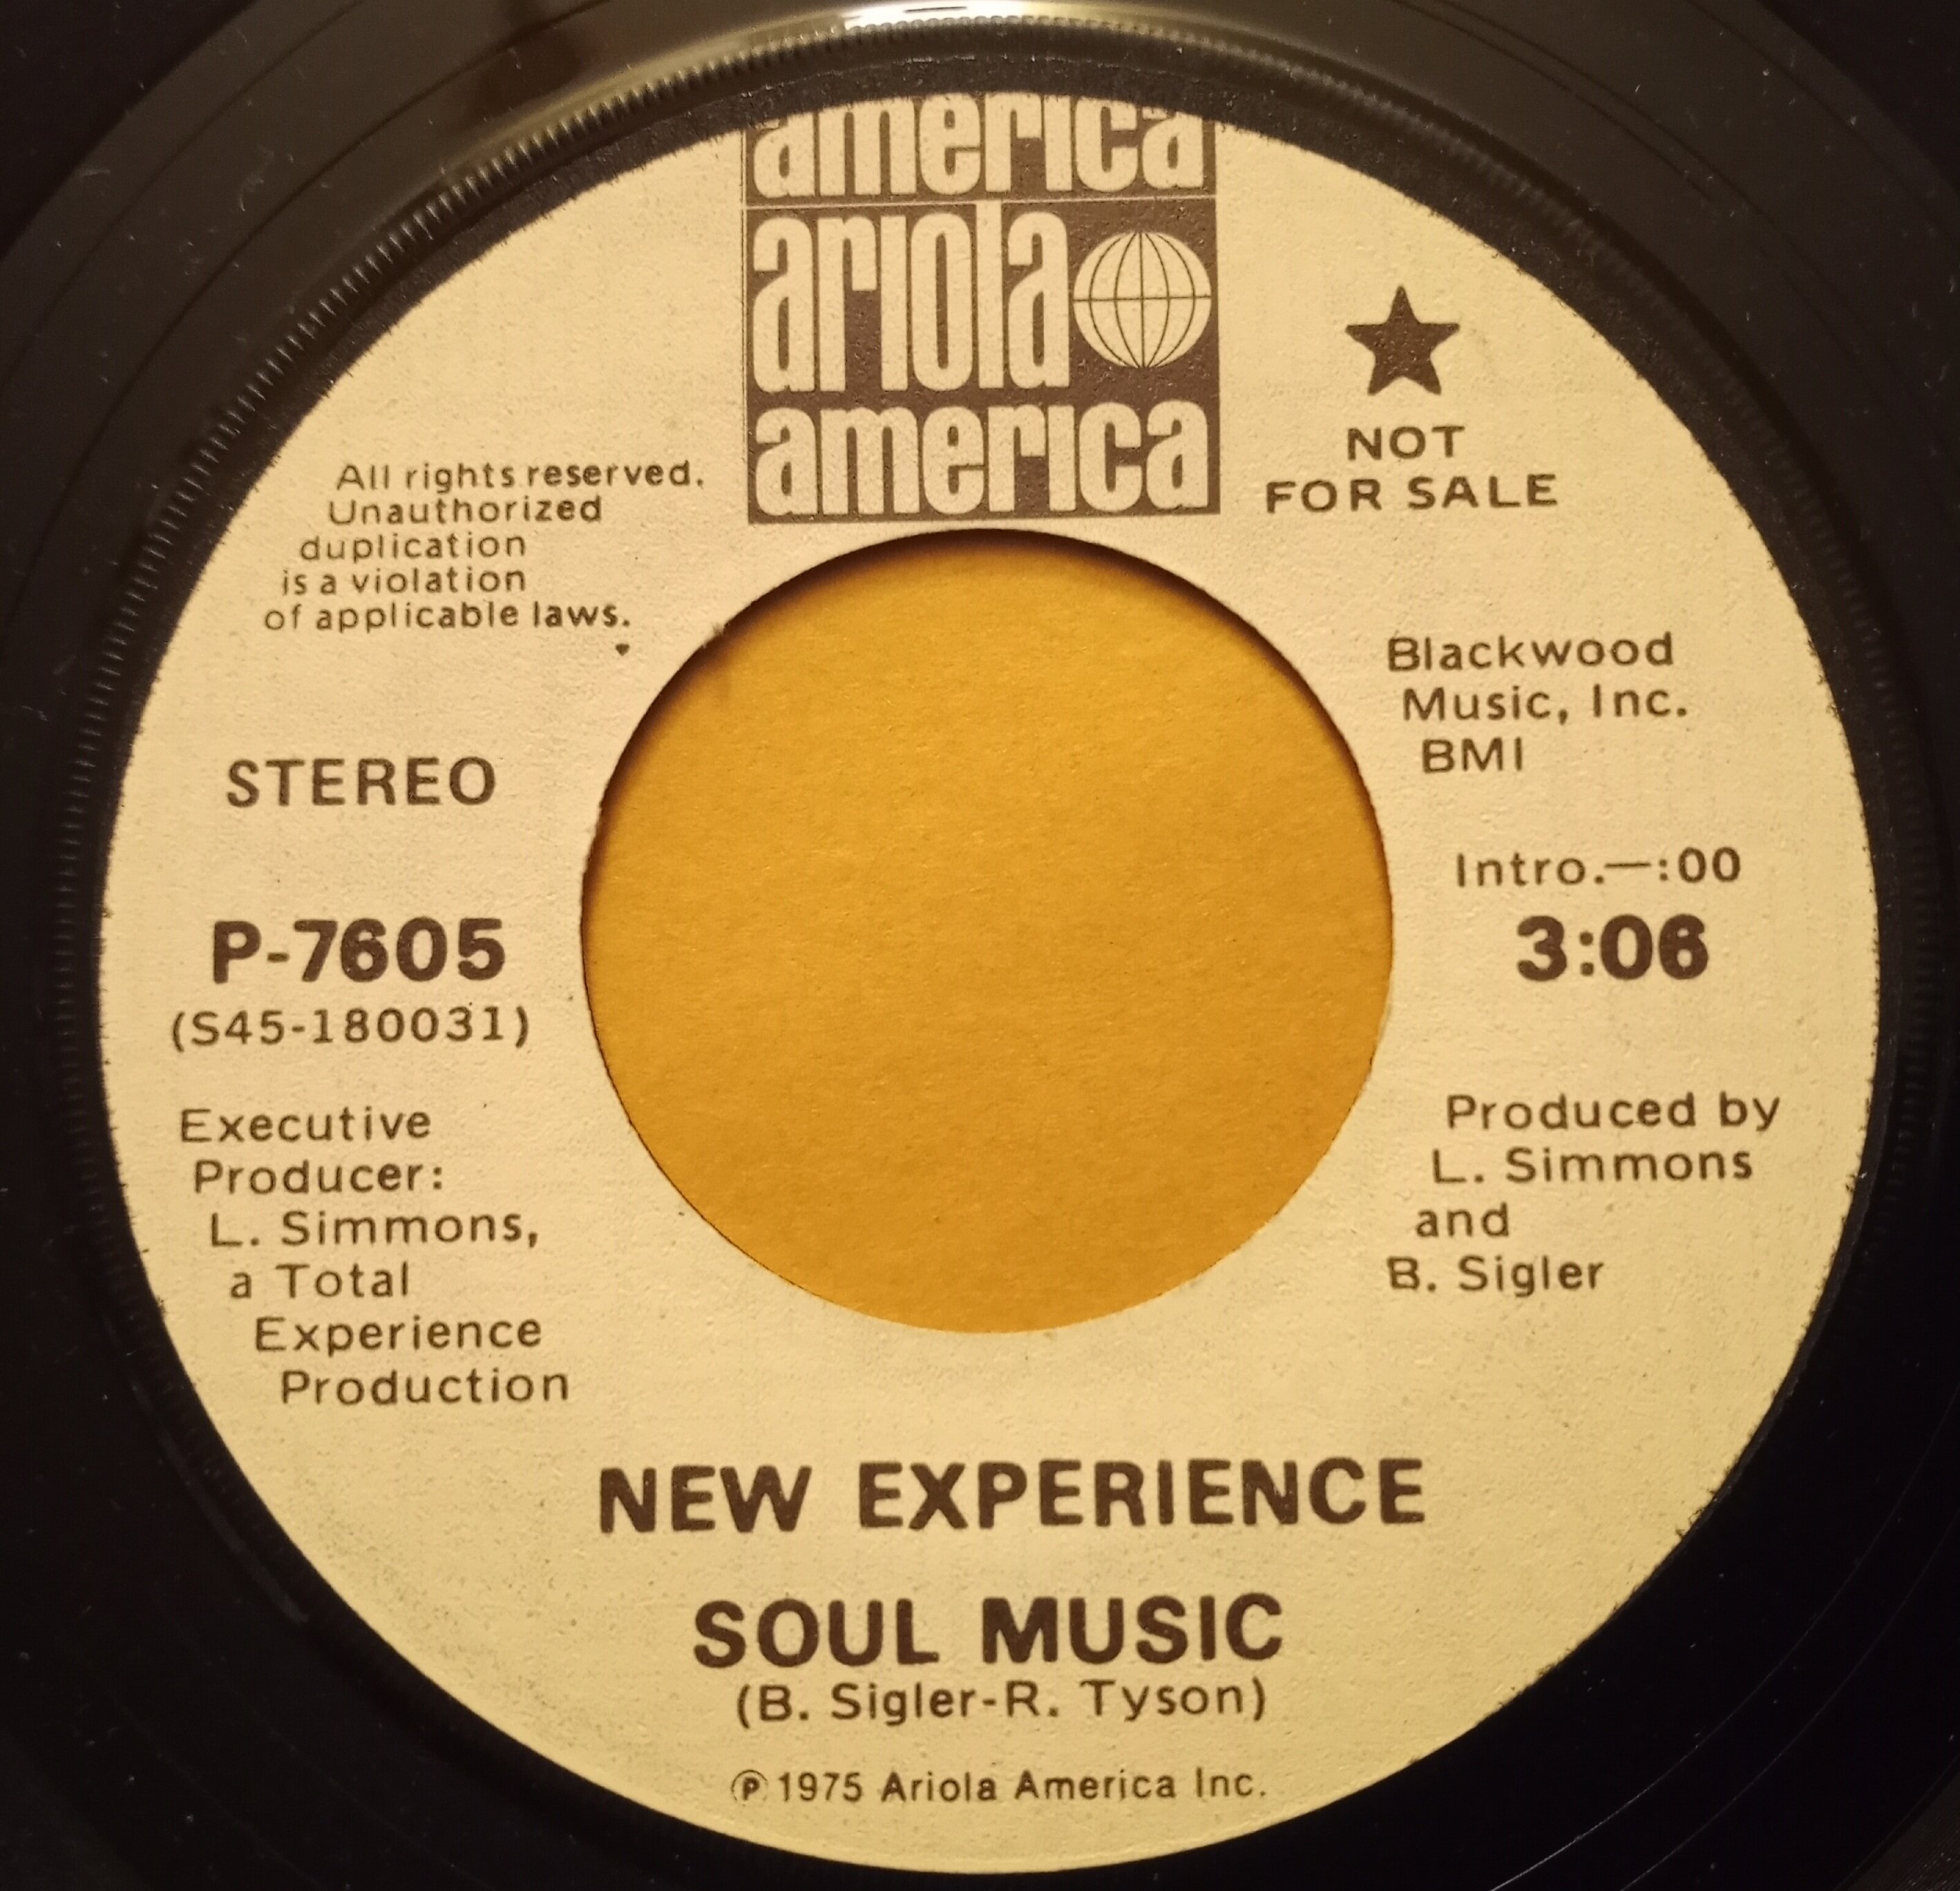 america
ariola
america
NOT
FOR SALE
All rights reserved.
Unauthorized
duplication
is a violation
of applicable laws.
Blackwood
Music, Inc.
BMI
STEREO
Intro.—:00
P-7605
3:06
(S45-180031)
Executive
Producer:
L. Simmons,
a Total
Experience
Production
Produced by
L. Simmons
and
B. Sigler
NEW EXPERIENCE
SOUL MUSIC
(B. Sigler-R. Tyson)
℗ 1975 Ariola America Inc.